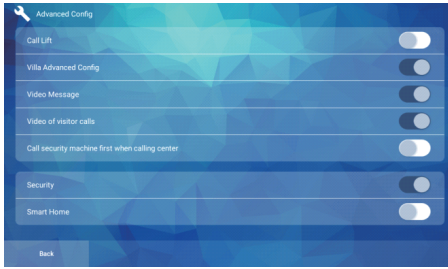 Advanced Config
Call Lift
Villa Advanced Config
Video Message
Video of visitor calls
Call security machine first when calling center
Security
Smart Home
Back